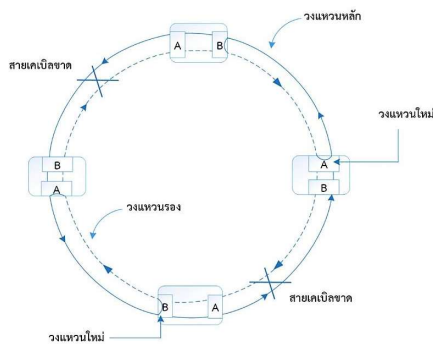 วงแหวนหลัก
A B
สายเคเบิลขาด
วงแหวนใหม่
B
A
A
B
วงแหวนรอง
B A
สายเคเบิลขาด
วงแหวนใหม่